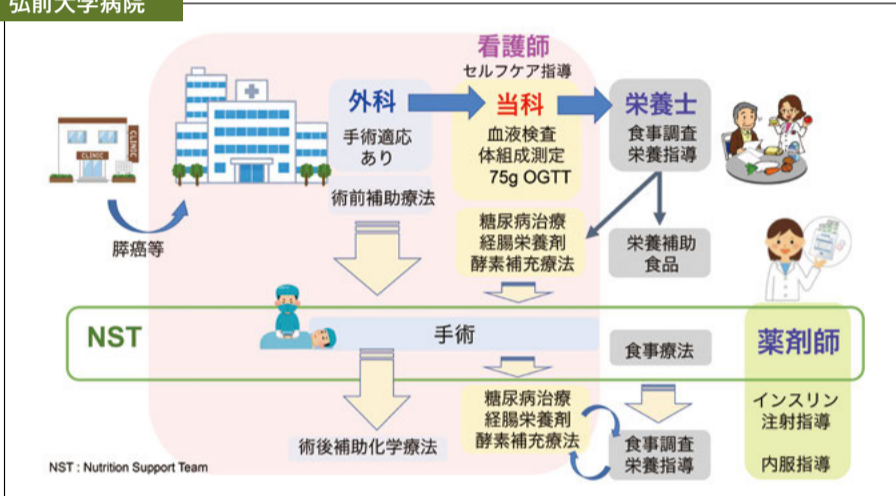 弘前大学病院
看護師
セルフケア指導
外科
手術適応
あり
術前補助療法
当科
血液検査
体組成測定
75g OGTT
栄養士
食事調査
栄養指導
CLINIC
CLINIC
膵癌等
糖尿病治療
経腸栄養剤
酵素補充療法
栄養補助
食品
NST
手術
食事療法
薬剤師
術後補助化学療法
糖尿病治療
経腸栄養剤
酵素補充療法
食事調査
栄養指導
インスリン
注射指導
内服指導
NST : Nutrition Support Team